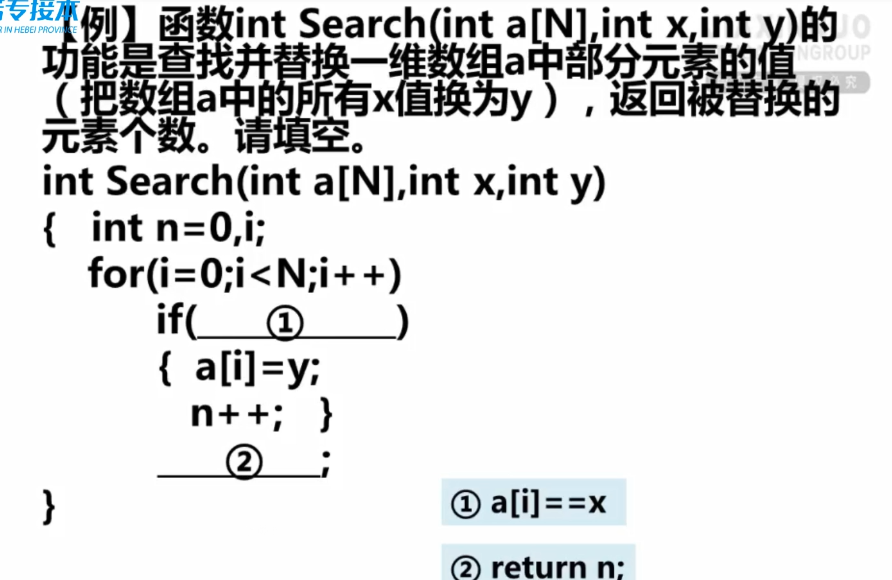 专接本
IN HEBEI PROVINCE
【例】函数int Search(int a[N],int x,int y)的
功能是查找并替换一维数组a中部分元素的值
NGROUP
（把数组a中的所有x值换为y），返回被替换的
元素个数。请填空。
int Search(int a[N],int x,int y)
{ int n=0,i;
for(i=0;i<N;i++)
if(___①___)
{ a[i]=y;
n++; }
___②___;
}
① a[i]==x
② return n;